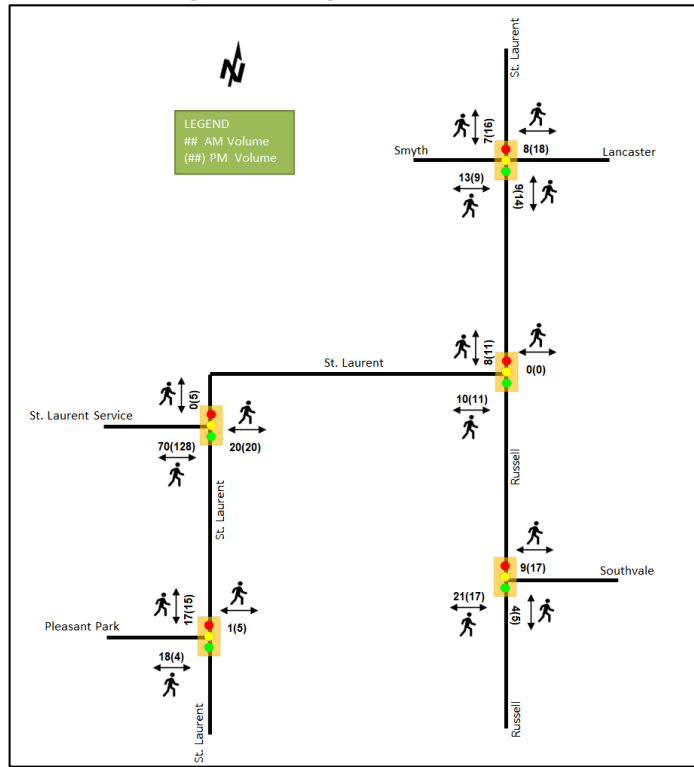 N
St. Laurent
LEGEND
## AM Volume
(##) PM Volume
7(16)
8(18)
Smyth
Lancaster
13(9)
9(14)
St. Laurent
8(11)
0(0)
10(11)
Russell
0(5)
St. Laurent Service
70(128)
20(20)
St. Laurent
9(17)
Southvale
21(17)
4(5)
17(15)
Pleasant Park
1(5)
18(4)
St. Laurent
Russell